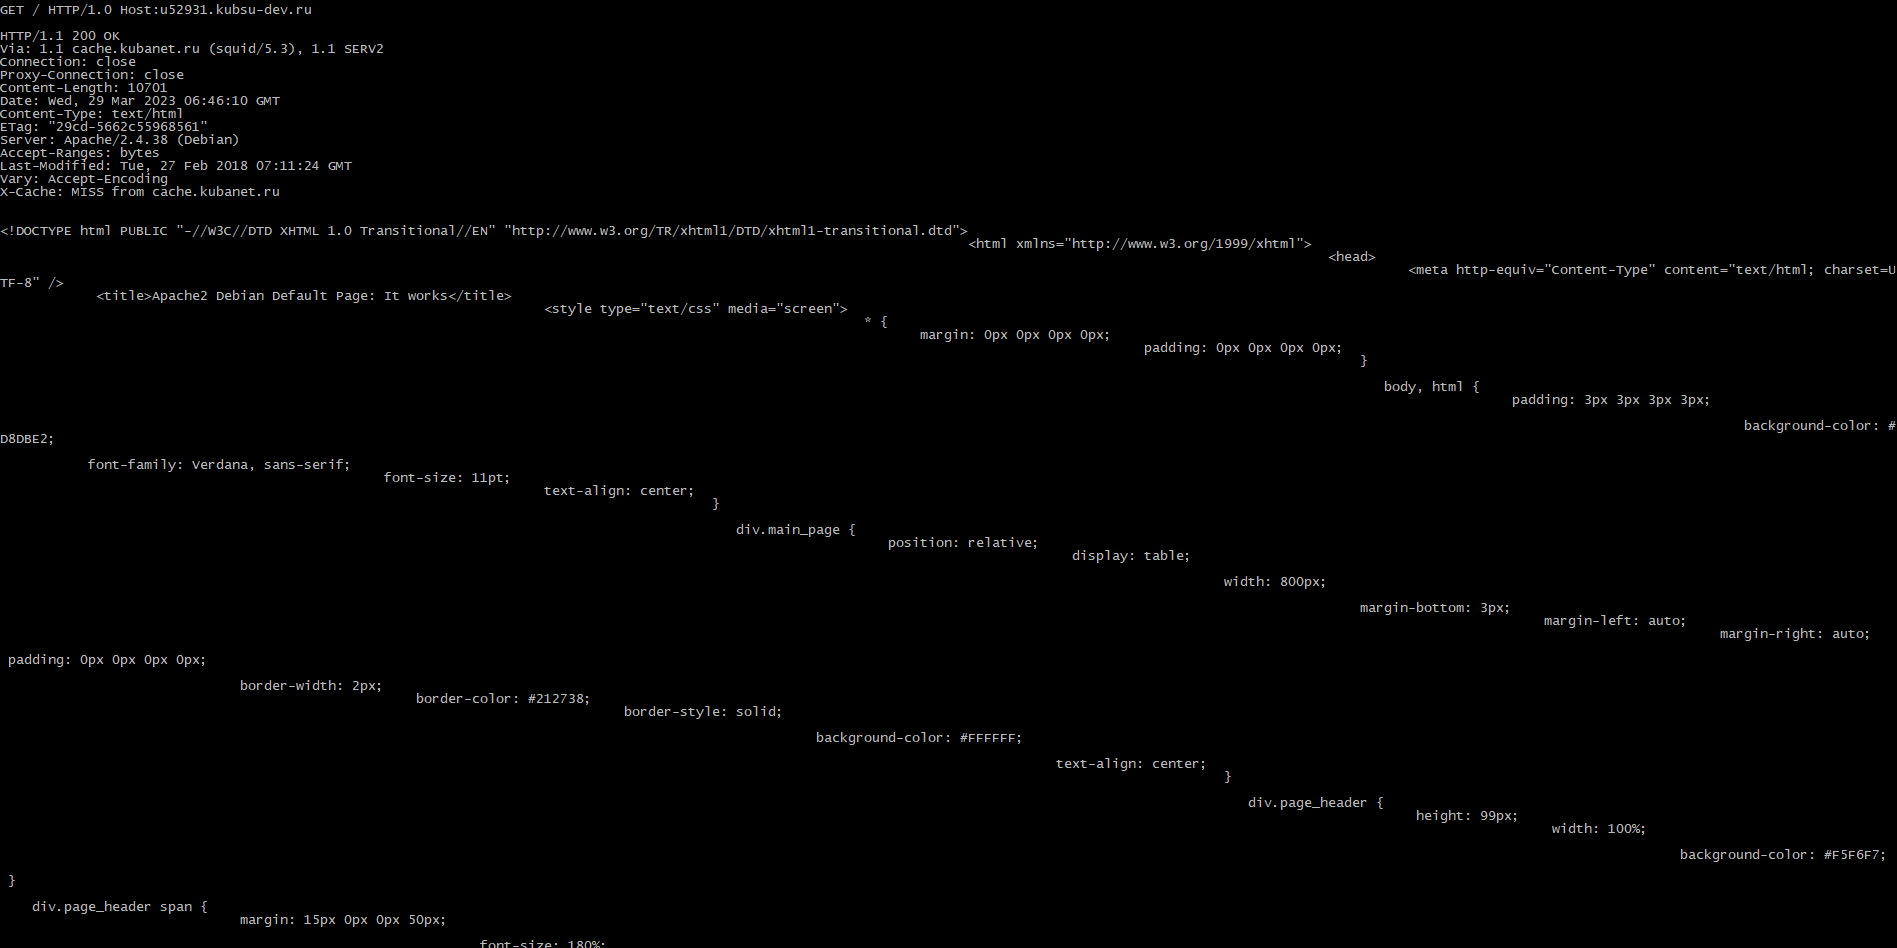 GET / HTTP/1.0 Host:u52931.kubsu-dev.ru
HTTP/1.1 200 OK
Via: 1.1 cache.kubanet.ru (squid/5.3), 1.1 SERV2
Connection: close
Proxy-Connection: close
Content-Length: 10701
Date: Wed, 29 Mar 2023 06:46:10 GMT
Content-Type: text/html
ETag: "29cd-5662c55968561"
Server: Apache/2.4.38 (Debian)
Accept-Ranges: bytes
Last-Modified: Tue, 27 Feb 2018 07:11:24 GMT
Vary: Accept-Encoding
X-Cache: MISS from cache.kubanet.ru
<!DOCTYPE html PUBLIC "-//W3C//DTD XHTML 1.0 Transitional//EN" "http://www.w3.org/TR/xhtml1/DTD/xhtml1-transitional.dtd">
<html xmlns="http://www.w3.org/1999/xhtml">
<head>
<meta http-equiv="Content-Type" content="text/html; charset=U
TF-8" />
<title>Apache2 Debian Default Page: It works</title>
<style type="text/css" media="screen">
* {
margin: 0px 0px 0px 0px;
padding: 0px 0px 0px 0px;
}
body, html {
padding: 3px 3px 3px 3px;
background-color: #
D8DBE2;
font-family: Verdana, sans-serif;
font-size: 11pt;
text-align: center;
}
div.main_page {
position: relative;
display: table;
width: 800px;
margin-bottom: 3px;
margin-left: auto;
margin-right: auto;
padding: 0px 0px 0px 0px;
border-width: 2px;
border-color: #212738;
border-style: solid;
background-color: #FFFFFF;
text-align: center;
}
div.page_header {
height: 99px;
width: 100%;
background-color: #F5F6F7;
}
div.page_header span {
margin: 15px 0px 0px 50px;
font-size: 180%;